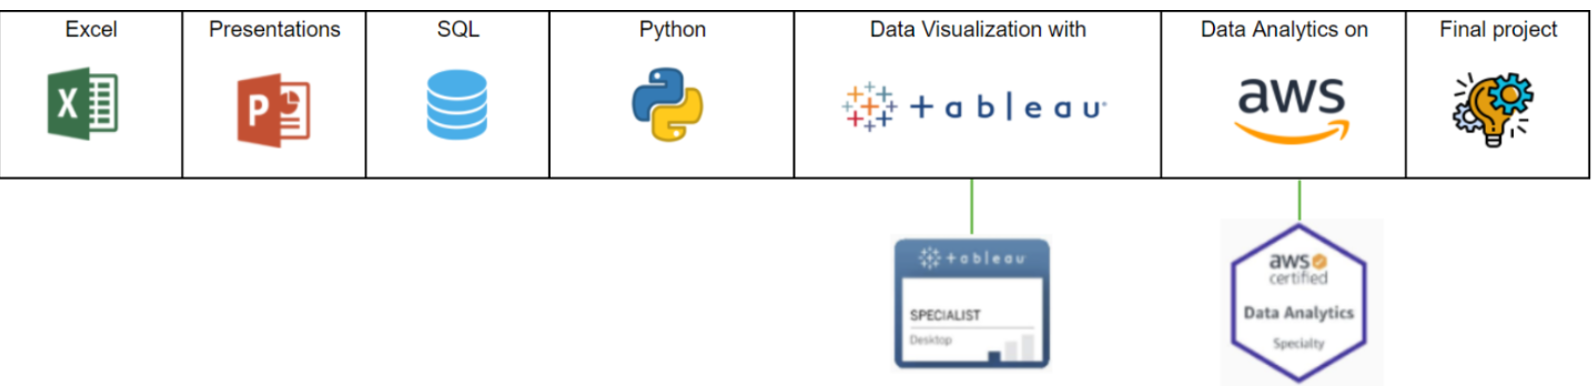 Excel
Presentations
SQL
Python
Data Visualization with
Data Analytics on
Final project
X
P
+ a b l e a u
aws
+ a b l e a u
SPECIALIST
Desktop
aws
certified
Data Analytics
Specialty